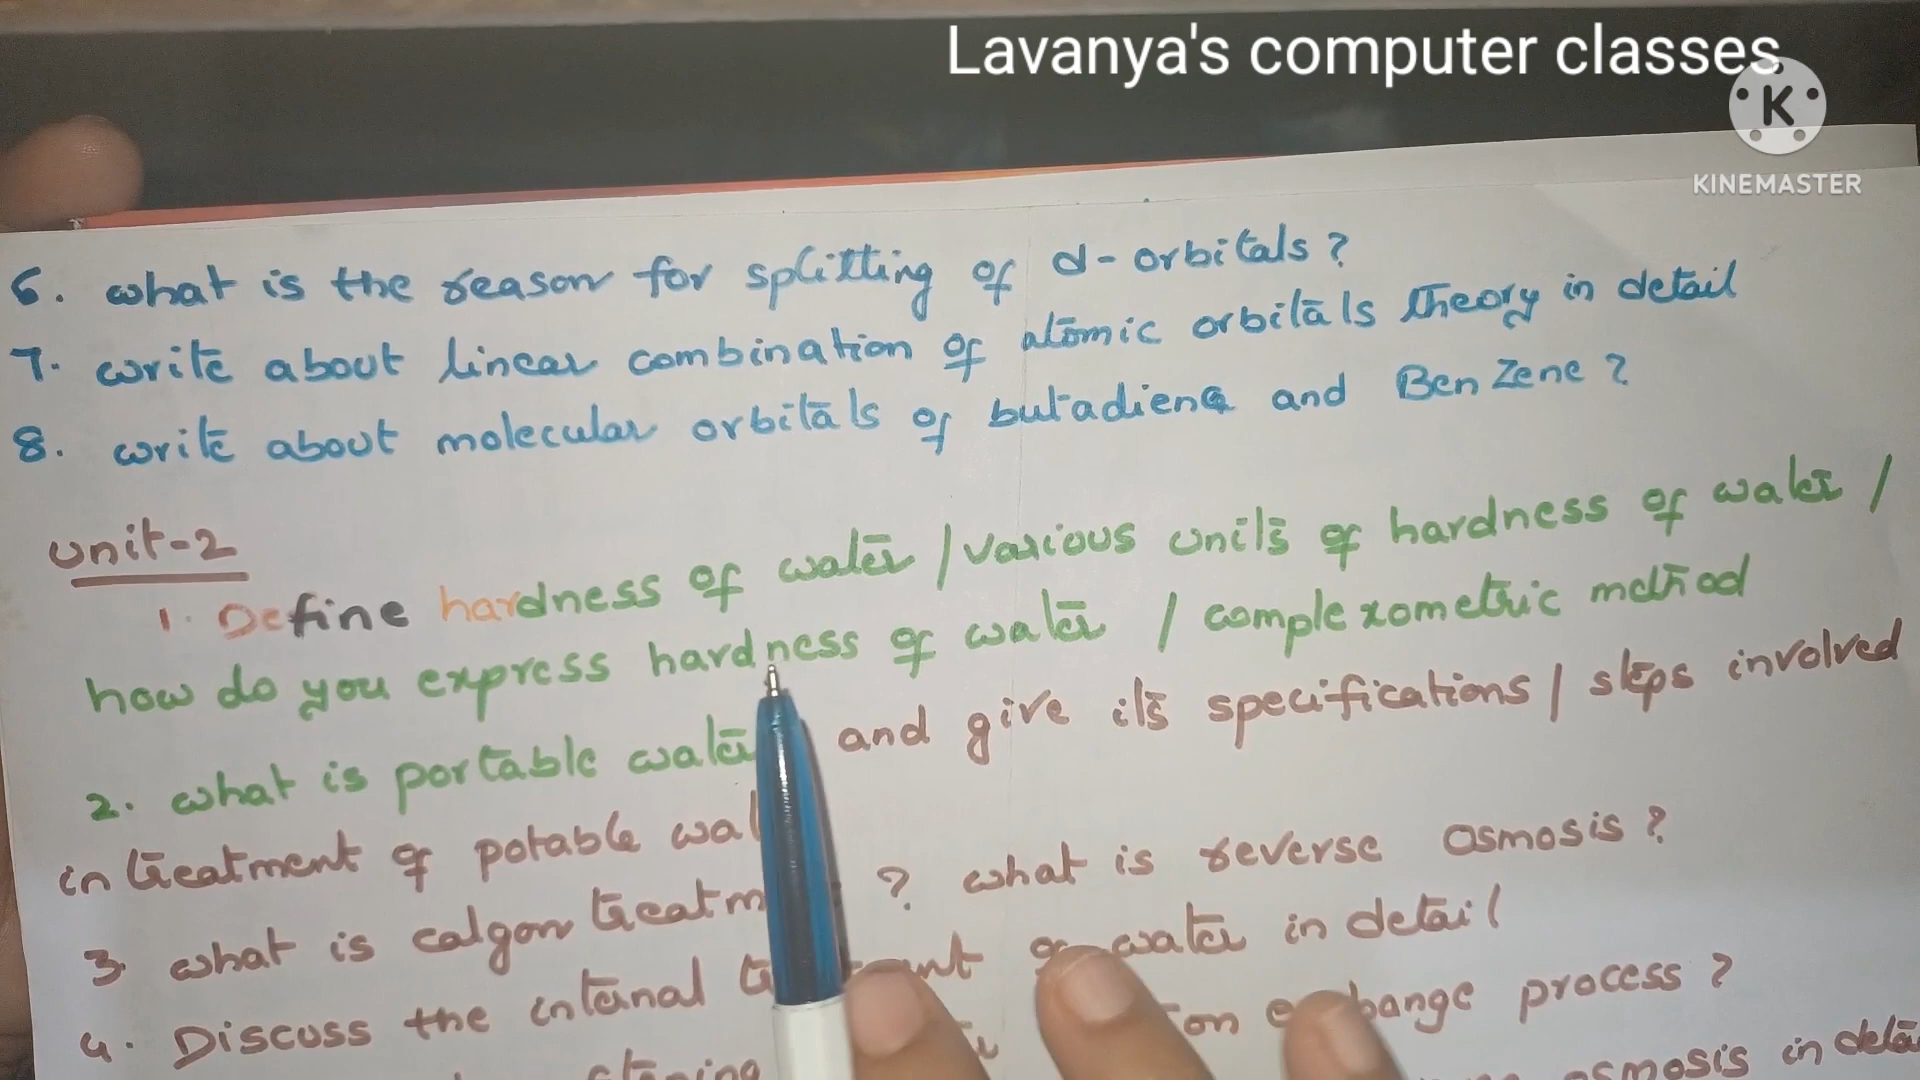 Lavanya's computer classes
KINEMASTER
6. what is the reason for splitting of d-orbitals?
7. write about linear combination of atomic orbitals theory in detail
8. write about molecular orbitals of butadiene and BenZene?
Unit-2
1. Define hardness of water / various units of hardness of water /
how do you express hardness of water / complexometric method
2. what is portable water and give its specifications / steps involved
in treatment of potable
3. what is calgon ? what is reverse osmosis?
4. Discuss the internal of water in detail
process?
osmosis in